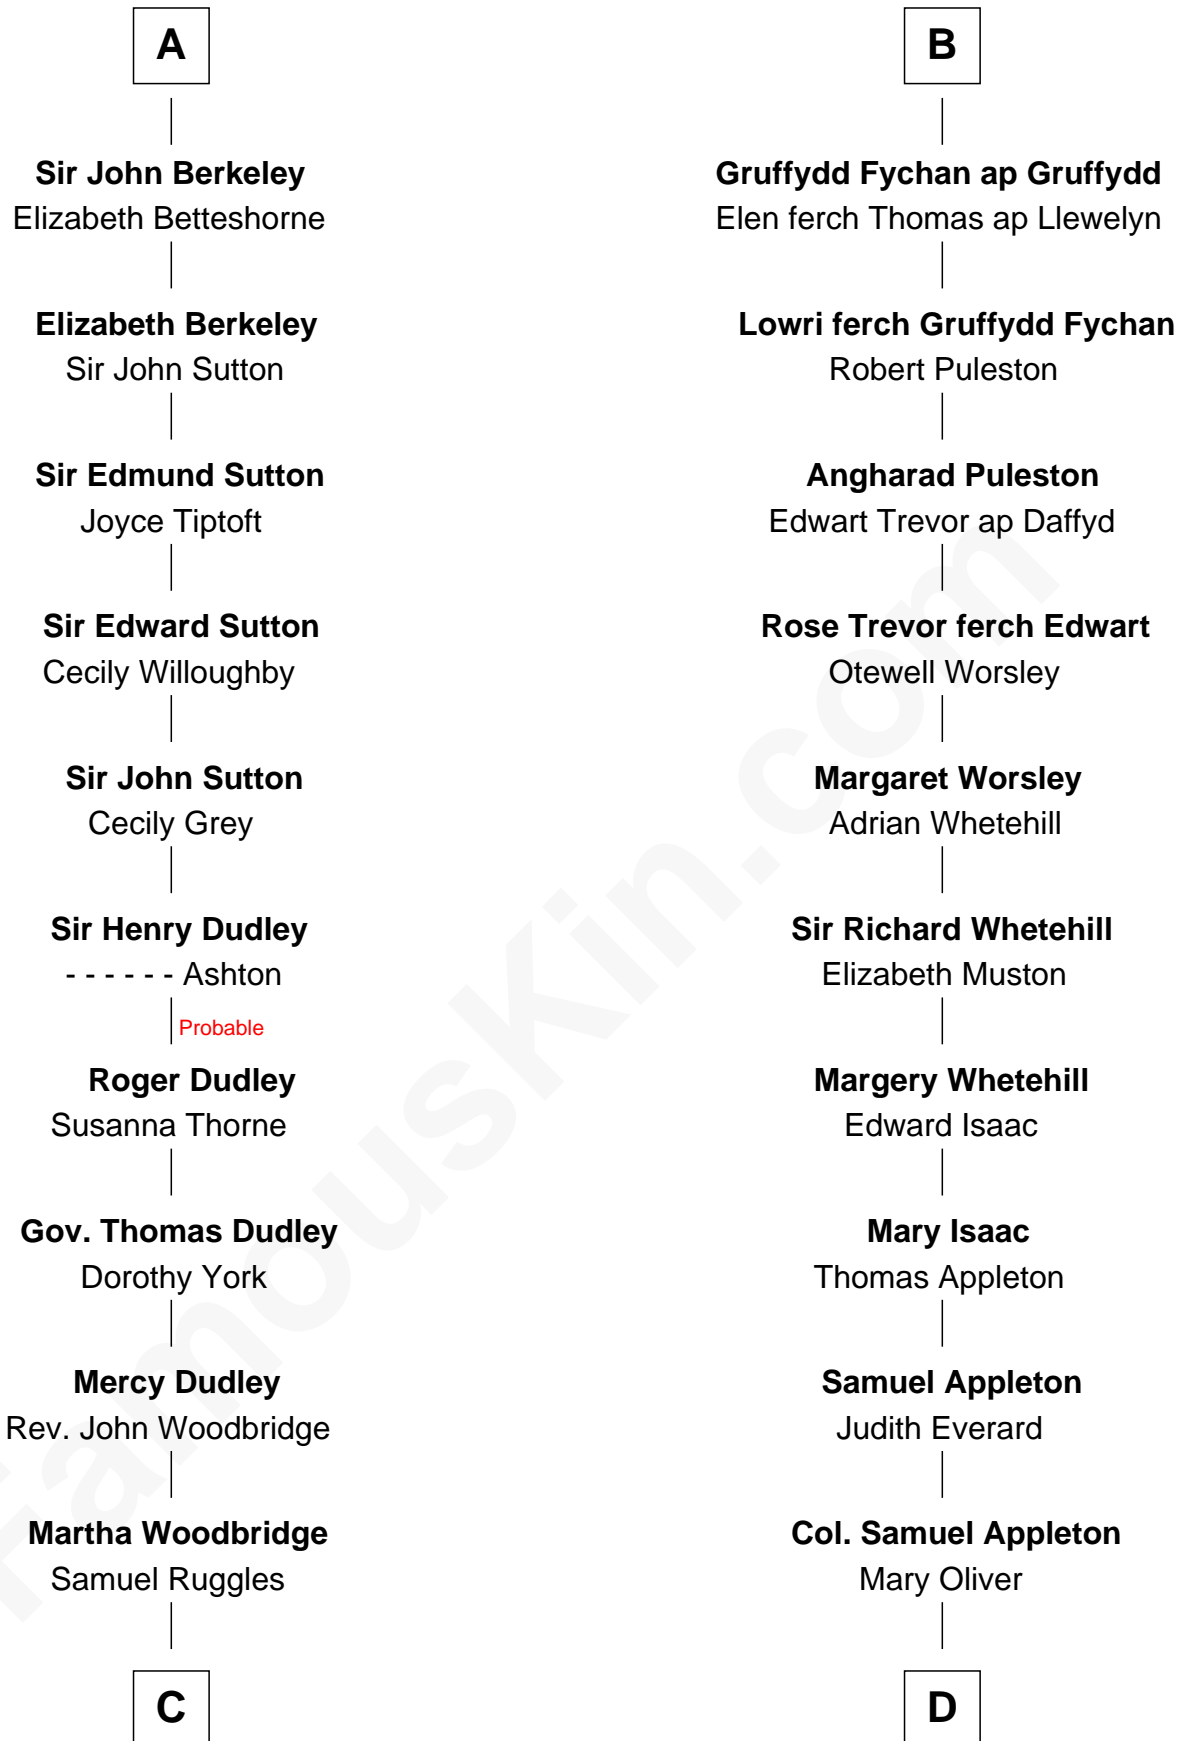 A
Sir John Berkeley
Elizabeth Betteshorne
Elizabeth Berkeley
Sir John Sutton
Sir Edmund Sutton
Joyce Tiptoft
Sir Edward Sutton
Cecily Willoughby
Sir John Sutton
Cecily Grey
Sir Henry Dudley
- - - - - - Ashton
Probable
Roger Dudley
Susanna Thorne
Gov. Thomas Dudley
Dorothy York
Mercy Dudley
Rev. John Woodbridge
Martha Woodbridge
Samuel Ruggles
C
B
Gruffydd Fychan ap Gruffydd
Elen ferch Thomas ap Llewelyn
Lowri ferch Gruffydd Fychan
Robert Puleston
Angharad Puleston
Edwart Trevor ap Daffyd
Rose Trevor ferch Edwart
Otewell Worsley
Margaret Worsley
Adrian Whetehill
Sir Richard Whetehill
Elizabeth Muston
Margery Whetehill
Edward Isaac
Mary Isaac
Thomas Appleton
Samuel Appleton
Judith Everard
Col. Samuel Appleton
Mary Oliver
D
FamousKin.com